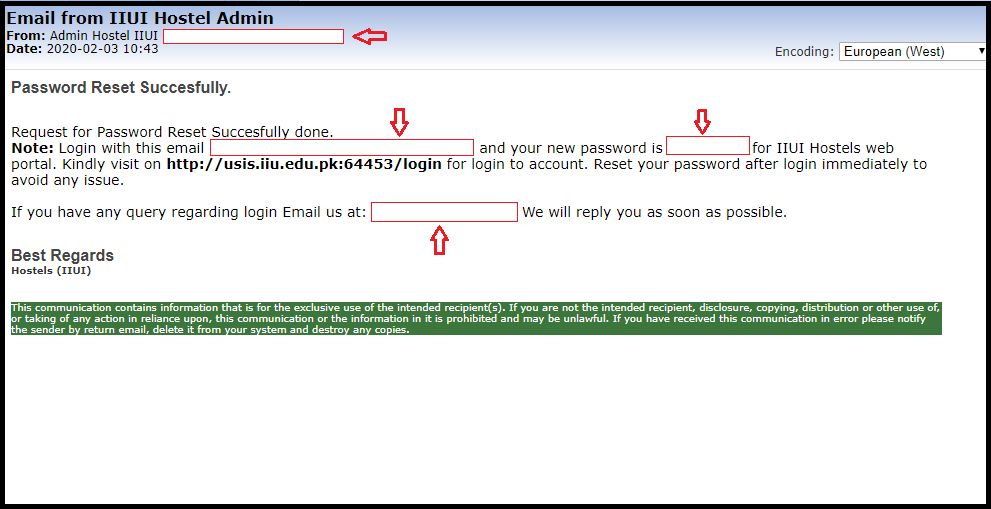 Email from IIUI Hostel Admin
From: Admin Hostel IIUI
Date: 2020-02-03 10:43
Encoding: European (West)
Password Reset Succesfully.
Request for Password Reset Succesfully done.
Note: Login with this email and your new password is for IIUI Hostels web
portal. Kindly visit on http://usis.iiu.edu.pk:64453/login for login to account. Reset your password after login immediately to
avoid any issue.
If you have any query regarding login Email us at: We will reply you as soon as possible.
Best Regards
Hostels (IIUI)
This communication contains information that is for the exclusive use of the intended recipient(s). If you are not the intended recipient, disclosure, copying, distribution or other use of,
or taking of any action in reliance upon, this communication or the information in it is prohibited and may be unlawful. If you have received this communication in error please notify
the sender by return email, delete it from your system and destroy any copies.